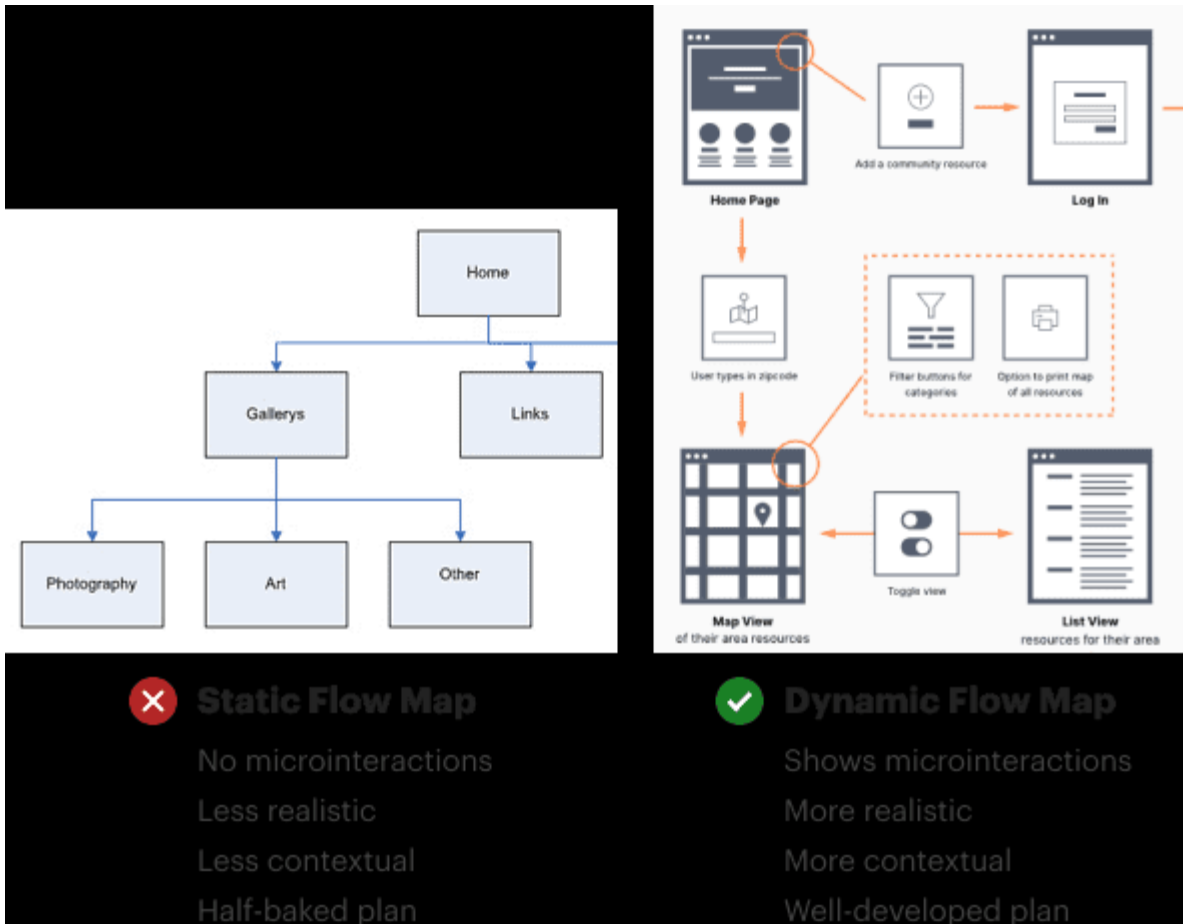 Home
Gallerys
Links
Photography
Art
Other
Static Flow Map
No microinteractions
Less realistic
Less contextual
Half-baked plan
Add a community resource
Home Page
Log In
User types in zipcode
Filter buttons for
categories
Option to print map
of all resources
Toggle view
Map View
of their area resources
List View
resources for their area
Dynamic Flow Map
Shows microinteractions
More realistic
More contextual
Well-developed plan